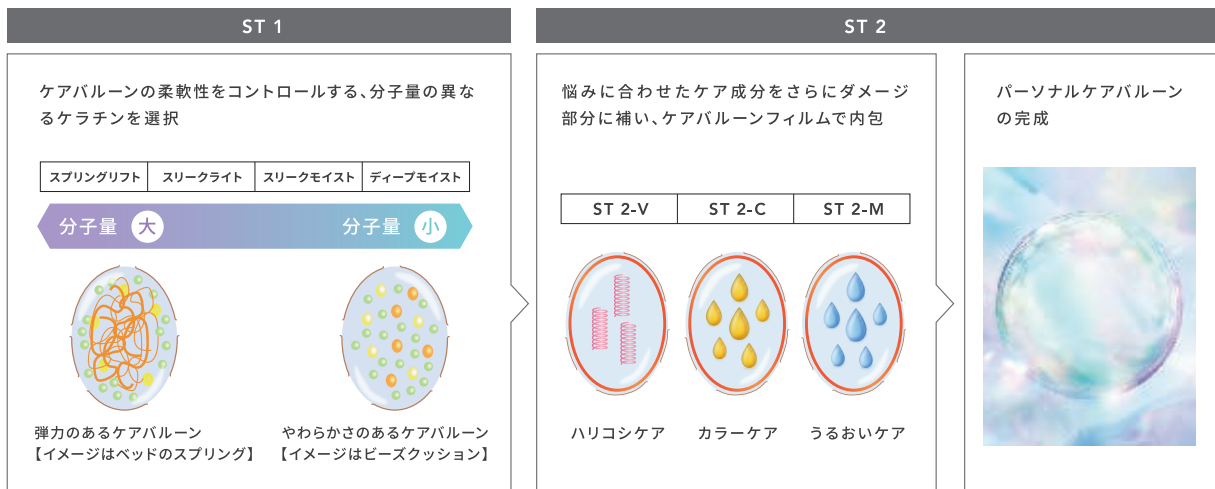 ST 1
ケアバルーンの柔軟性をコントロールする、分子量の異な
るケラチンを選択
スプリングリフト
スリークライト
スリークモイスト
ディープモイスト
分子量 大
分子量 小
弾力のあるケアバルーン
【イメージはベッドのスプリング】
やわらかさのあるケアバルーン
【イメージはビーズクッション】
ST 2
悩みに合わせたケア成分をさらにダメージ
部分に補い、ケアバルーンフィルムで内包
ST 2-V
ST 2-C
ST 2-M
ハリコシケア
カラーケア
うるおいケア
パーソナルケアバルーン
の完成